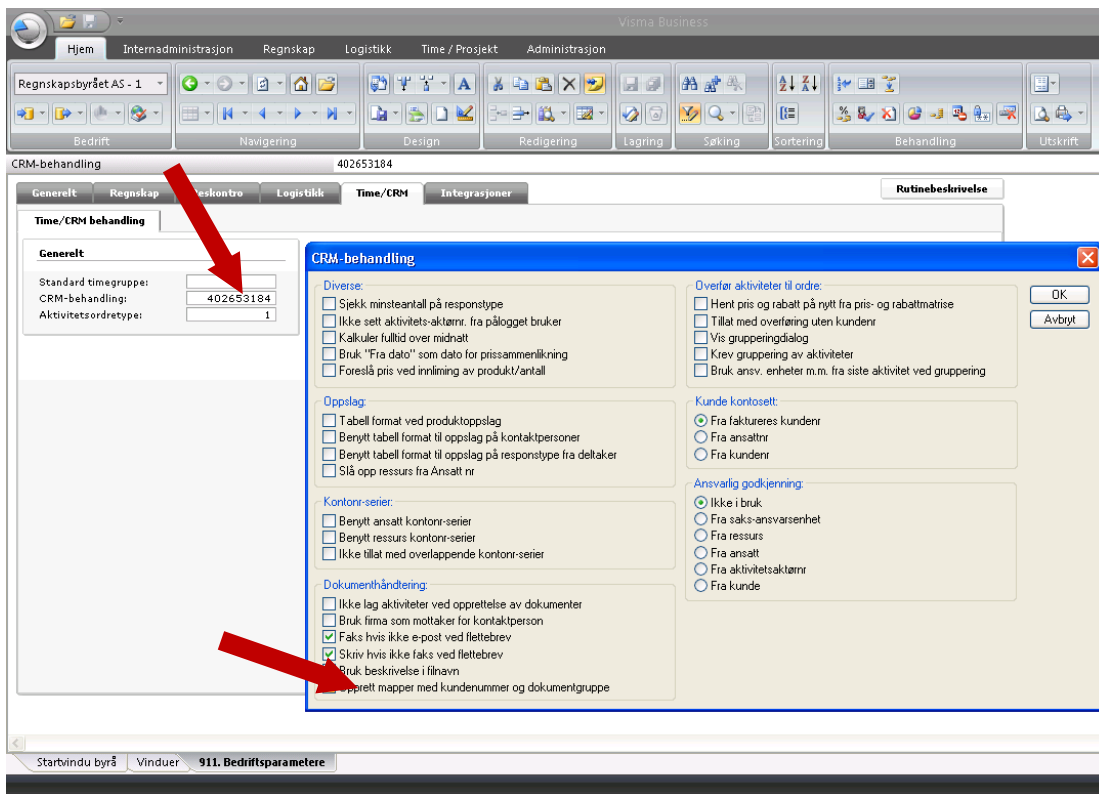 Visma Business
Hjem Internadministrasjon Regnskap Logistikk Time / Prosjekt Administrasjon
Regnskapsbyrået AS - 1
Bedrift Navigering Design Redigering Lagring Søking Sortering Behandling Utskrift
CRM-behandling 402653184
Generelt Regnskap Reskontro Logistikk Time/CRM Integrasjoner Rutinebeskrivelse
Time/CRM behandling
Generelt
Standard timegruppe:
CRM-behandling: 402653184
Aktivitetsordretype: 1
CRM-behandling
Diverse:
Sjekk minsteantall på responstype
Ikke sett aktivitets-aktørnr. fra pålogget bruker
Kalkuler fulltid over midnatt
Bruk "Fra dato" som dato for prissammenlikning
Foreslå pris ved innliming av produkt/antall
Oppslag:
Tabell format ved produktoppslag
Benytt tabell format til oppslag på kontaktpersoner
Benytt tabell format til oppslag på responstype fra deltaker
Slå opp ressurs fra Ansatt nr
Kontonr-serier:
Benytt ansatt kontonr-serier
Benytt ressurs kontonr-serier
Ikke tillat med overlappende kontonr-serier
Dokumenthåndtering:
Ikke lag aktiviteter ved opprettelse av dokumenter
Bruk firma som mottaker for kontaktperson
Faks hvis ikke e-post ved flettebrev
Skriv hvis ikke faks ved flettebrev
Bruk beskrivelse i filnavn
Opprett mapper med kundenummer og dokumentgruppe
Overfør aktiviteter til ordre:
Hent pris og rabatt på nytt fra pris- og rabattmatrise
Tillat med overføring uten kundenr
Vis grupperingdialog
Krev gruppering av aktiviteter
Bruk ansv. enheter m.m. fra siste aktivitet ved gruppering
Kunde kontosett:
Fra faktureres kundenr
Fra ansattnr
Fra kundenr
Ansvarlig godkjenning:
Ikke i bruk
Fra saks-ansvarsenhet
Fra ressurs
Fra ansatt
Fra aktivitetsaktørnr
Fra kunde
OK
Avbryt
Startvindu byrå Vinduer 911. Bedriftsparametere